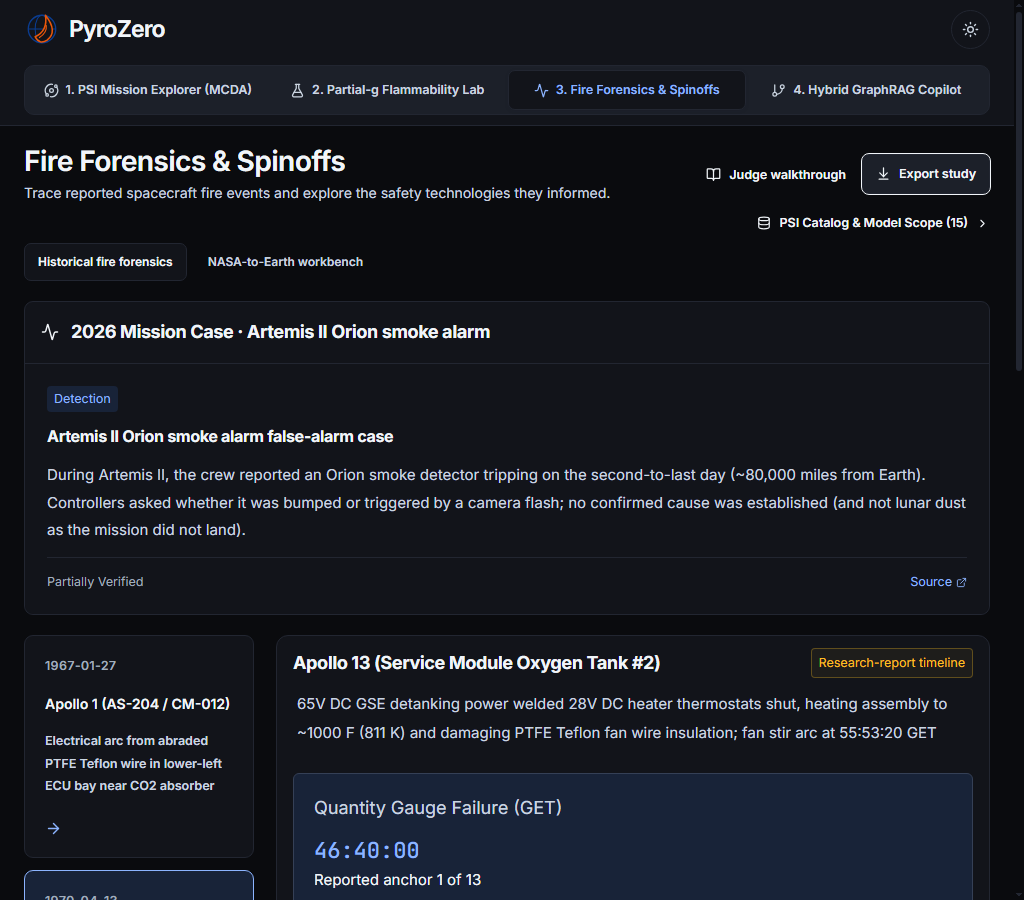 PyroZero
1. PSI Mission Explorer (MCDA)
2. Partial-g Flammability Lab
3. Fire Forensics & Spinoffs
4. Hybrid GraphRAG Copilot
Fire Forensics & Spinoffs
Trace reported spacecraft fire events and explore the safety technologies they informed.
Judge walkthrough
Export study
PSI Catalog & Model Scope (15)
Historical fire forensics
NASA-to-Earth workbench
2026 Mission Case · Artemis II Orion smoke alarm
Detection
Artemis II Orion smoke alarm false-alarm case
During Artemis II, the crew reported an Orion smoke detector tripping on the second-to-last day (~80,000 miles from Earth).
Controllers asked whether it was bumped or triggered by a camera flash; no confirmed cause was established (and not lunar dust
as the mission did not land).
Partially Verified
Source
1967-01-27
Apollo 1 (AS-204 / CM-012)
Electrical arc from abraded
PTFE Teflon wire in lower-left
ECU bay near CO2 absorber
1970-04-13
Apollo 13 (Service Module Oxygen Tank #2)
Research-report timeline
65V DC GSE detanking power welded 28V DC heater thermostats shut, heating assembly to
~1000 F (811 K) and damaging PTFE Teflon fan wire insulation; fan stir arc at 55:53:20 GET
Quantity Gauge Failure (GET)
46:40:00
Reported anchor 1 of 13